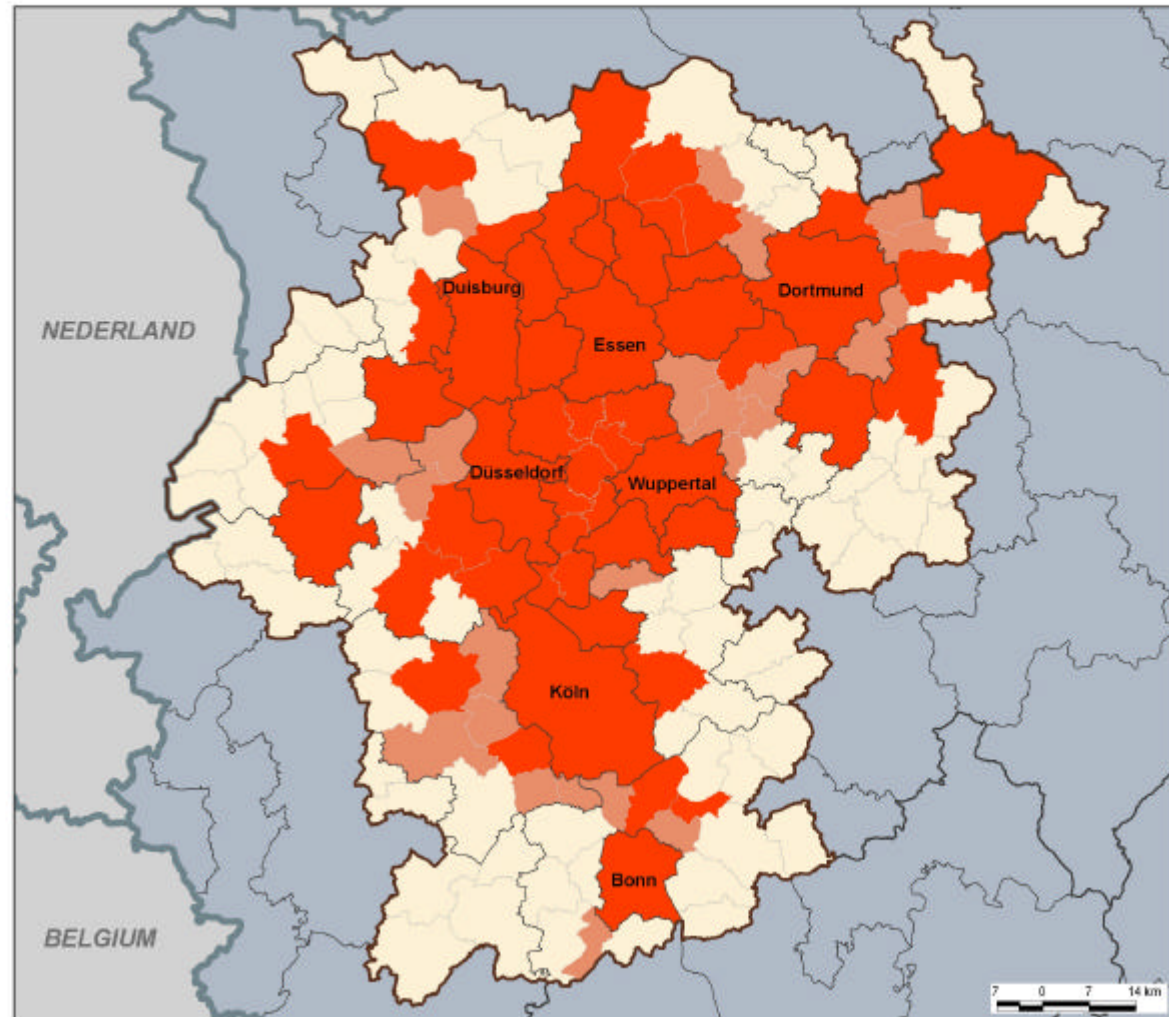 Duisburg
Dortmund
NEDERLAND
Essen
Düsseldorf
Wuppertal
Köln
Bonn
BELGIUM
7 0 7 14 km